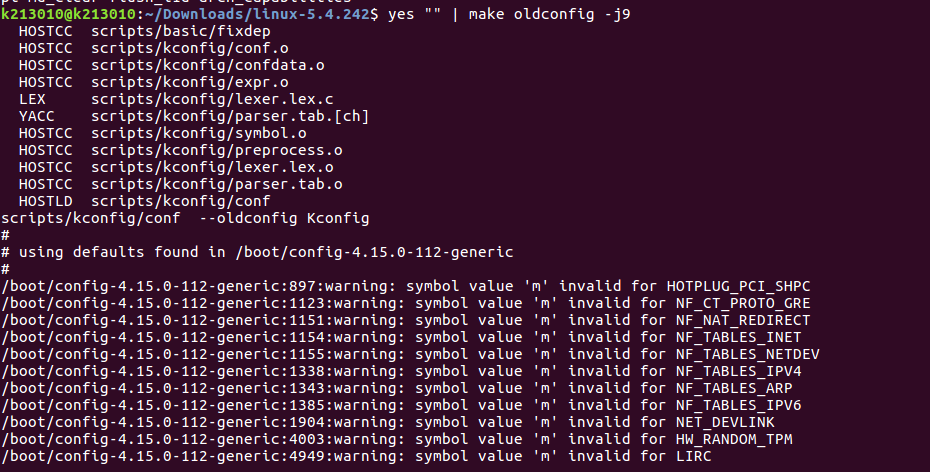 k213010@k213010:~/Downloads/linux-5.4.242$ yes "" | make oldconfig -j9
  HOSTCC  scripts/basic/fixdep
  HOSTCC  scripts/kconfig/conf.o
  HOSTCC  scripts/kconfig/confdata.o
  HOSTCC  scripts/kconfig/expr.o
  LEX     scripts/kconfig/lexer.lex.c
  YACC    scripts/kconfig/parser.tab.[ch]
  HOSTCC  scripts/kconfig/symbol.o
  HOSTCC  scripts/kconfig/preprocess.o
  HOSTCC  scripts/kconfig/lexer.lex.o
  HOSTCC  scripts/kconfig/parser.tab.o
  HOSTLD  scripts/kconfig/conf
scripts/kconfig/conf  --oldconfig Kconfig
#
# using defaults found in /boot/config-4.15.0-112-generic
#
/boot/config-4.15.0-112-generic:897:warning: symbol value 'm' invalid for HOTPLUG_PCI_SHPC
/boot/config-4.15.0-112-generic:1123:warning: symbol value 'm' invalid for NF_CT_PROTO_GRE
/boot/config-4.15.0-112-generic:1151:warning: symbol value 'm' invalid for NF_NAT_REDIRECT
/boot/config-4.15.0-112-generic:1154:warning: symbol value 'm' invalid for NF_TABLES_INET
/boot/config-4.15.0-112-generic:1155:warning: symbol value 'm' invalid for NF_TABLES_NETDEV
/boot/config-4.15.0-112-generic:1338:warning: symbol value 'm' invalid for NF_TABLES_IPV4
/boot/config-4.15.0-112-generic:1343:warning: symbol value 'm' invalid for NF_TABLES_ARP
/boot/config-4.15.0-112-generic:1385:warning: symbol value 'm' invalid for NF_TABLES_IPV6
/boot/config-4.15.0-112-generic:1904:warning: symbol value 'm' invalid for NET_DEVLINK
/boot/config-4.15.0-112-generic:4003:warning: symbol value 'm' invalid for HW_RANDOM_TPM
/boot/config-4.15.0-112-generic:4949:warning: symbol value 'm' invalid for LIRC